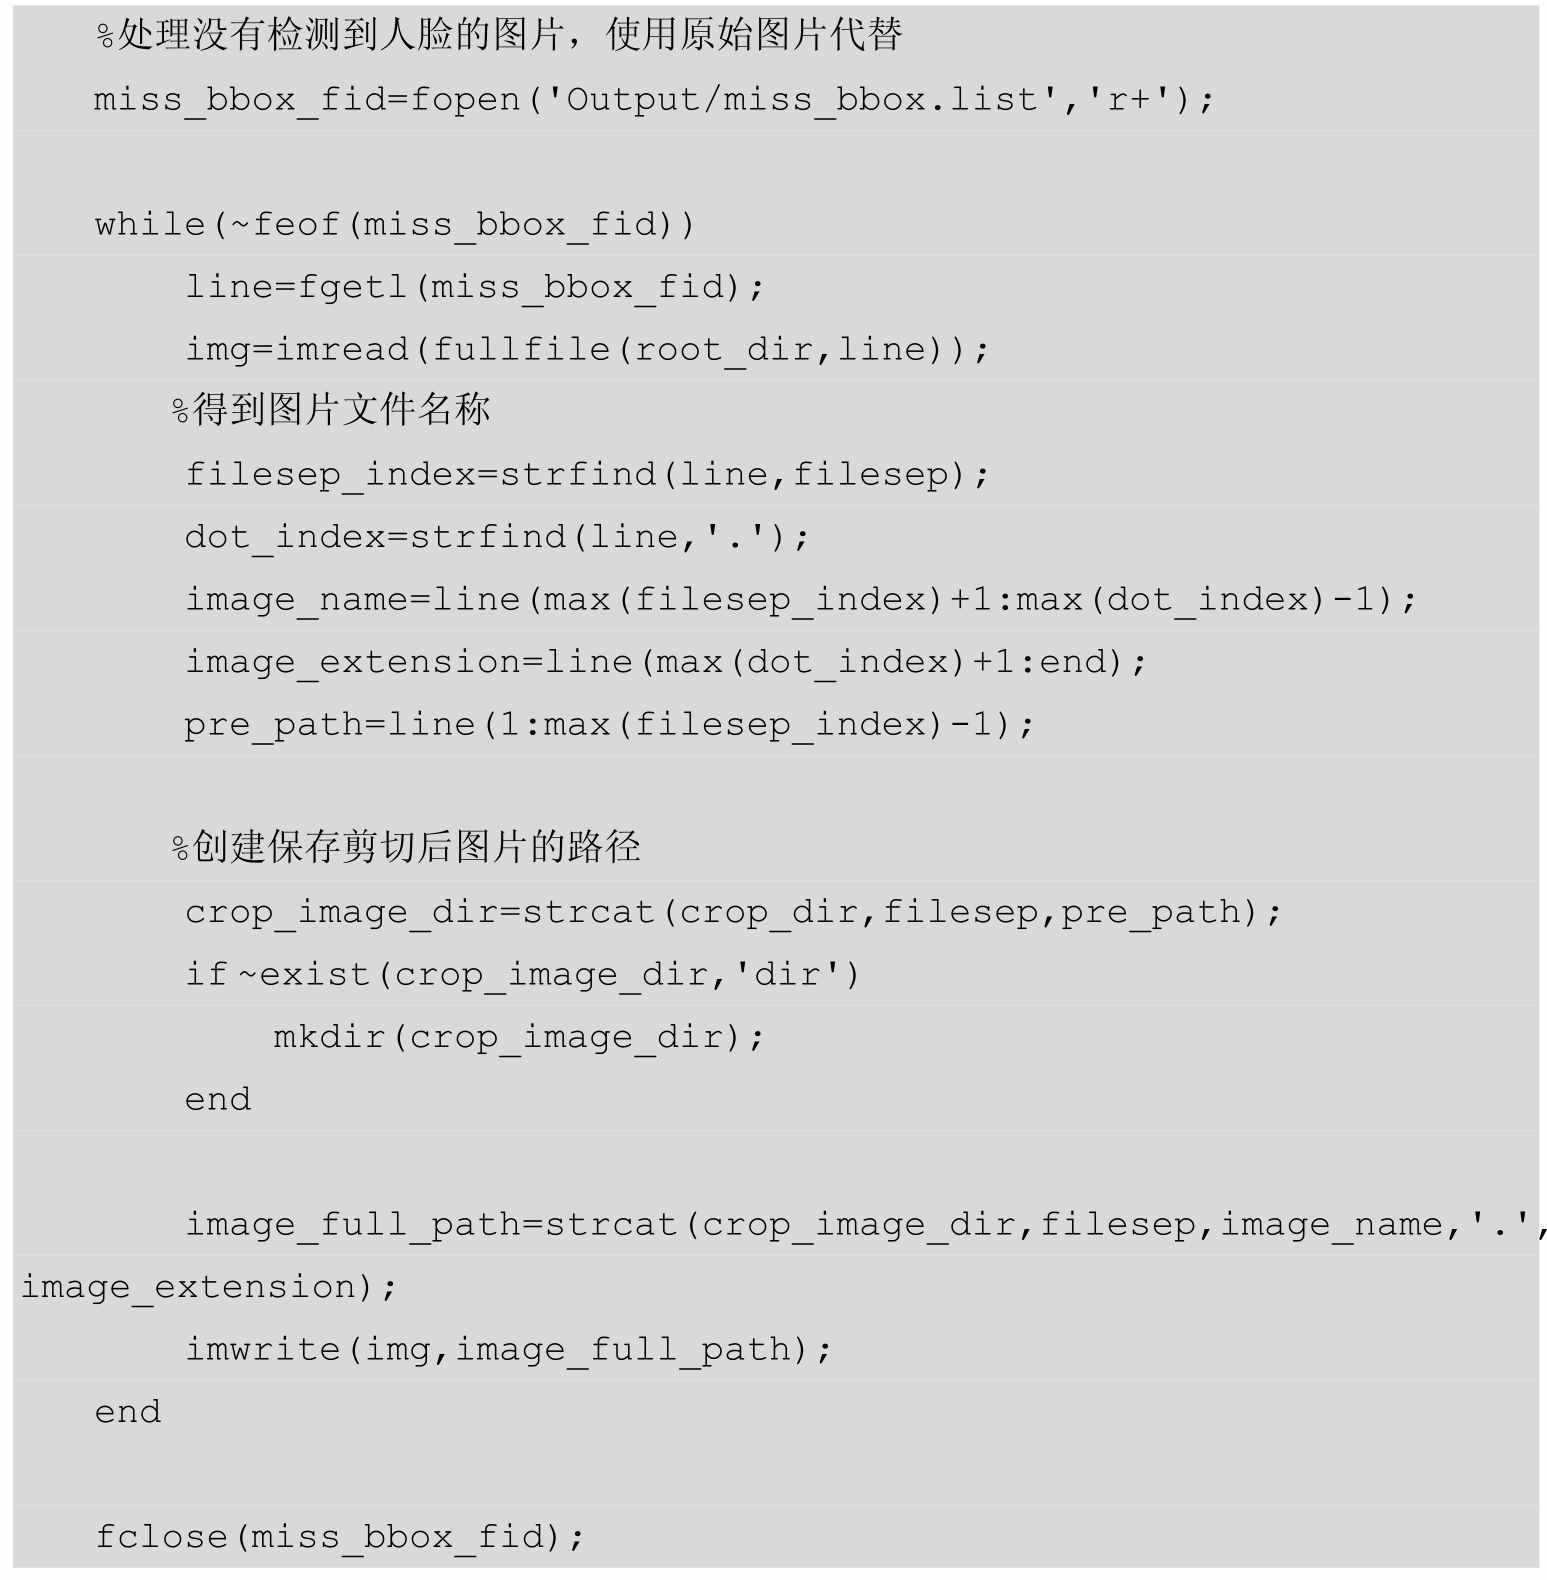 %处理没有检测到人脸的图片，使用原始图片代替
miss_bbox_fid=fopen('Output/miss_bbox.list','r+');
while(~feof(miss_bbox_fid))
line=fgetl(miss_bbox_fid);
img=imread(fullfile(root_dir,line));
%得到图片文件名称
filesep_index=strfind(line,filesep);
dot_index=strfind(line,'.');
image_name=line(max(filesep_index)+1:max(dot_index)-1);
image_extension=line(max(dot_index)+1:end);
pre_path=line(1:max(filesep_index)-1);
%创建保存剪切后图片的路径
crop_image_dir=strcat(crop_dir,filesep,pre_path);
if ~exist(crop_image_dir,'dir')
mkdir(crop_image_dir);
end
image_full_path=strcat(crop_image_dir,filesep,image_name,'.',
image_extension);
imwrite(img,image_full_path);
end
fclose(miss_bbox_fid);